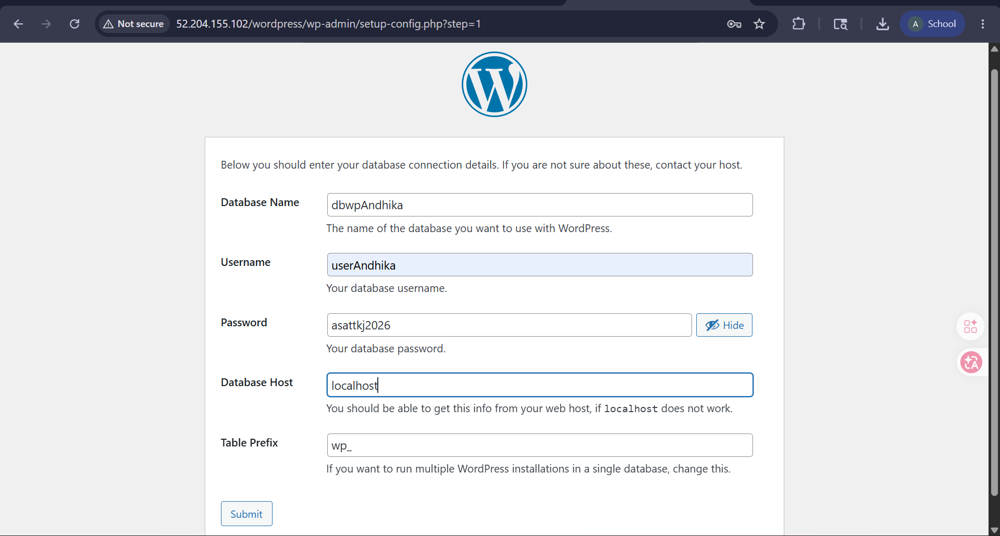 Not secure
52.204.155.102/wordpress/wp-admin/setup-config.php?step=1
A
School
W
Below you should enter your database connection details. If you are not sure about these, contact your host.
Database Name
dbwpAndhika
The name of the database you want to use with WordPress.
Username
userAndhika
Your database username.
Password
asattkj2026
Hide
Your database password.
Database Host
localhost
You should be able to get this info from your web host, if localhost does not work.
Table Prefix
wp_
If you want to run multiple WordPress installations in a single database, change this.
Submit